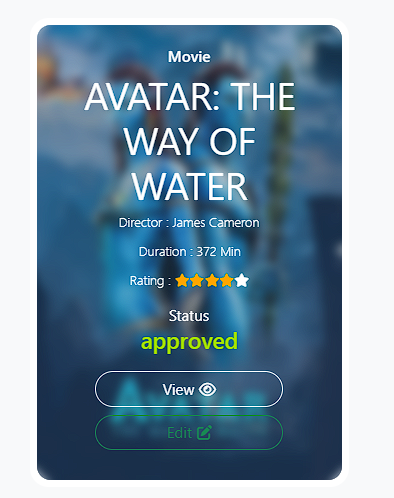 Movie
AVATAR: THE
WAY OF
WATER
Director : James Cameron
Duration : 372 Min
Rating :
Status
approved
View
Edit